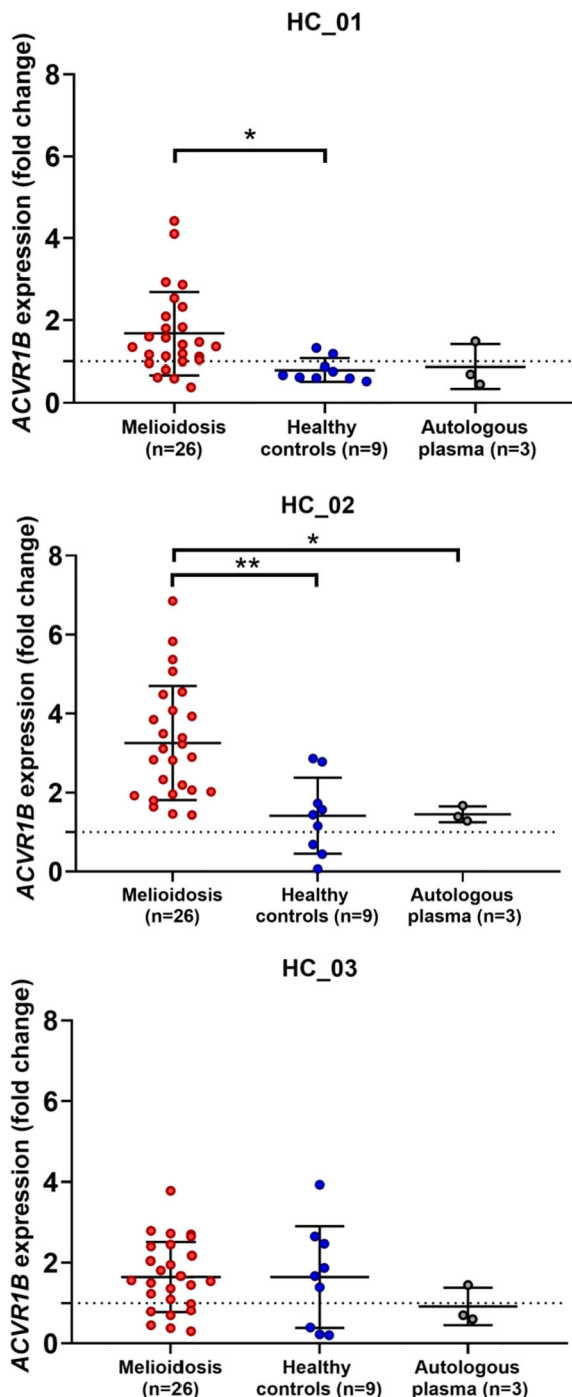 HC_01
ACVR1B expression (fold change)
8
6
4
2
0
*
Melioidosis
(n=26)
Healthy
controls (n=9)
Autologous
plasma (n=3)
HC_02
ACVR1B expression (fold change)
8
6
4
2
0
*
**
Melioidosis
(n=26)
Healthy
controls (n=9)
Autologous
plasma (n=3)
HC_03
ACVR1B expression (fold change)
8
6
4
2
0
Melioidosis
(n=26)
Healthy
controls (n=9)
Autologous
plasma (n=3)